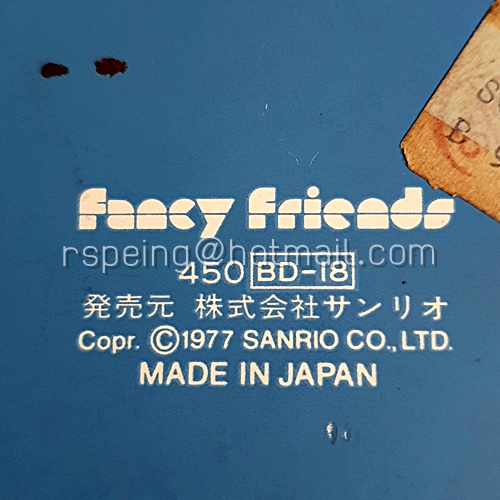 fancy friends
rspeing@hotmail.com
450 BD-18
発売元 株式会社サンリオ
Copr. ©1977 SANRIO CO., LTD.
MADE IN JAPAN